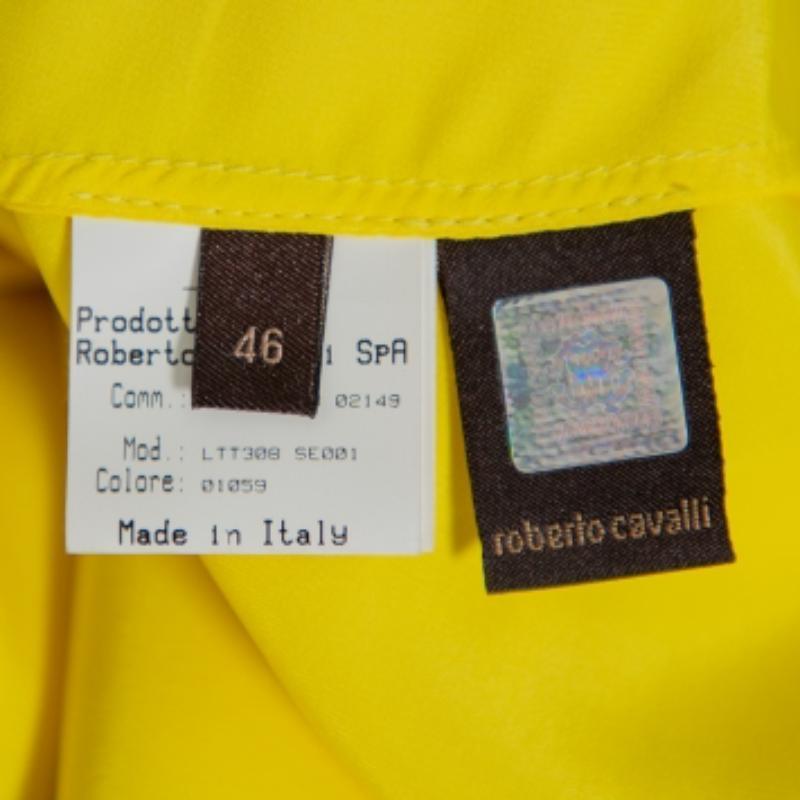 Prodott
Roberto i SpA
46
Comm.: 02149
Mod.: LTT308 SE001
Colore: 01059
Made in Italy
roberto cavalli